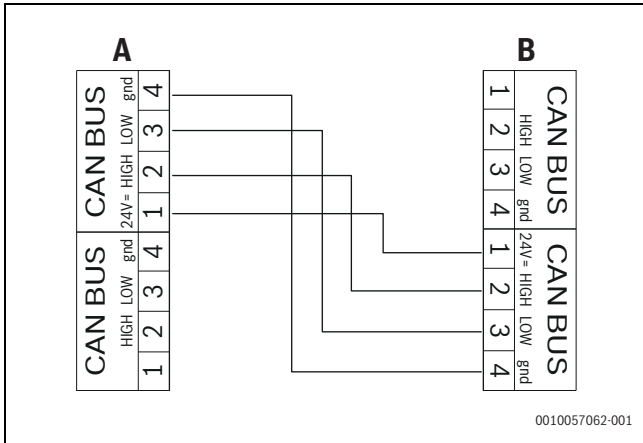 A
B
CAN BUS
24V= HIGH LOW gnd
1 2 3 4
CAN BUS
HIGH LOW gnd
1 2 3 4
CAN BUS
HIGH LOW gnd
1 2 3 4
CAN BUS
24V= HIGH LOW gnd
1 2 3 4
0010057062-001